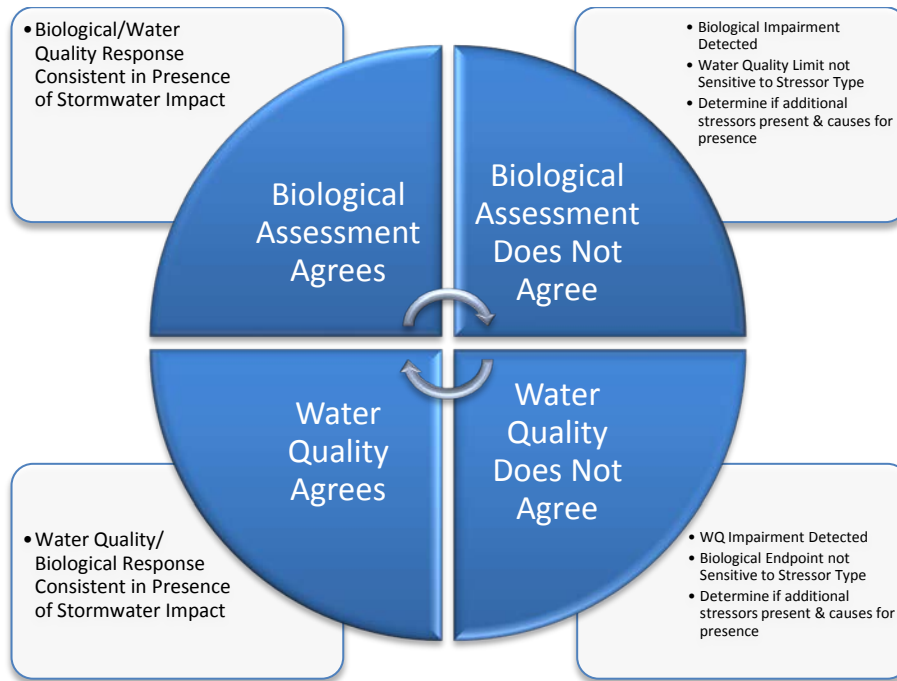 • Biological/Water
Quality Response
Consistent in Presence
of Stormwater Impact
• Biological Impairment
Detected
• Water Quality Limit not
Sensitive to Stressor Type
• Determine if additional
stressors present & causes for
presence
Biological
Assessment
Agrees
Biological
Assessment
Does Not
Agree
Water
Quality
Agrees
Water
Quality
Does Not
Agree
• Water Quality/
Biological Response
Consistent in Presence
of Stormwater Impact
• WQ Impairment Detected
• Biological Endpoint not
Sensitive to Stressor Type
• Determine if additional
stressors present & causes for
presence